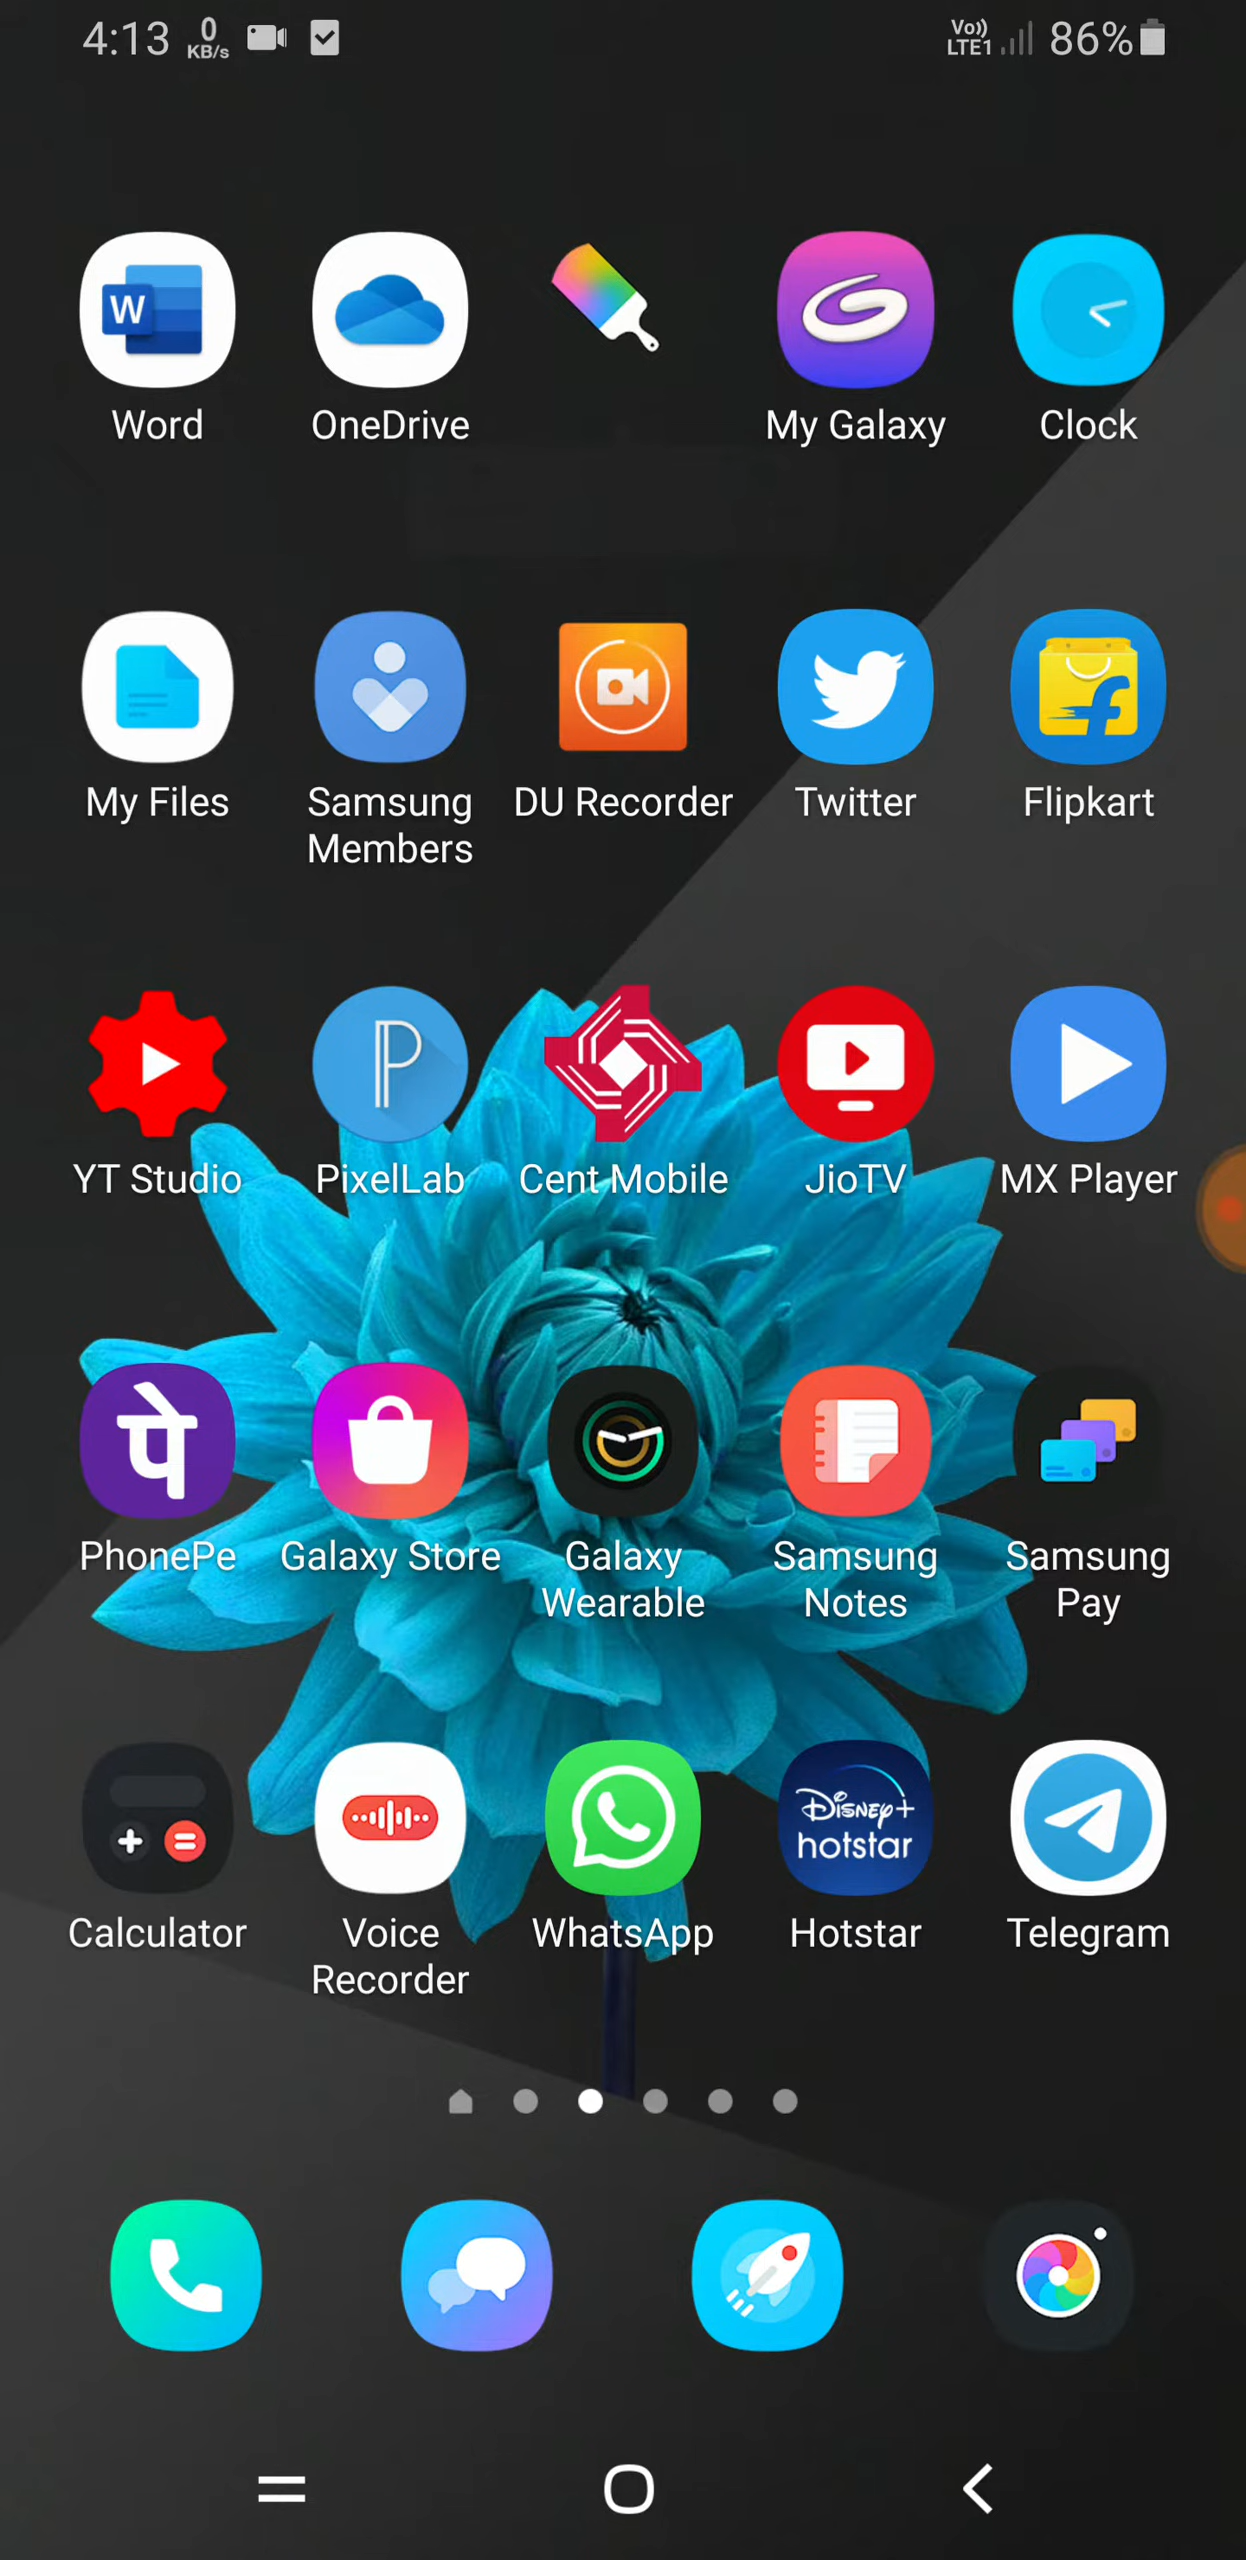 4:13 0 KB/s Vo)) LTE1 86%
W
Word OneDrive My Galaxy Clock
f
My Files Samsung Members DU Recorder Twitter Flipkart
P
YT Studio PixelLab Cent Mobile JioTV MX Player
पे
PhonePe Galaxy Store Galaxy Wearable Samsung Notes Samsung Pay
Disney+
hotstar
Calculator Voice Recorder WhatsApp Hotstar Telegram